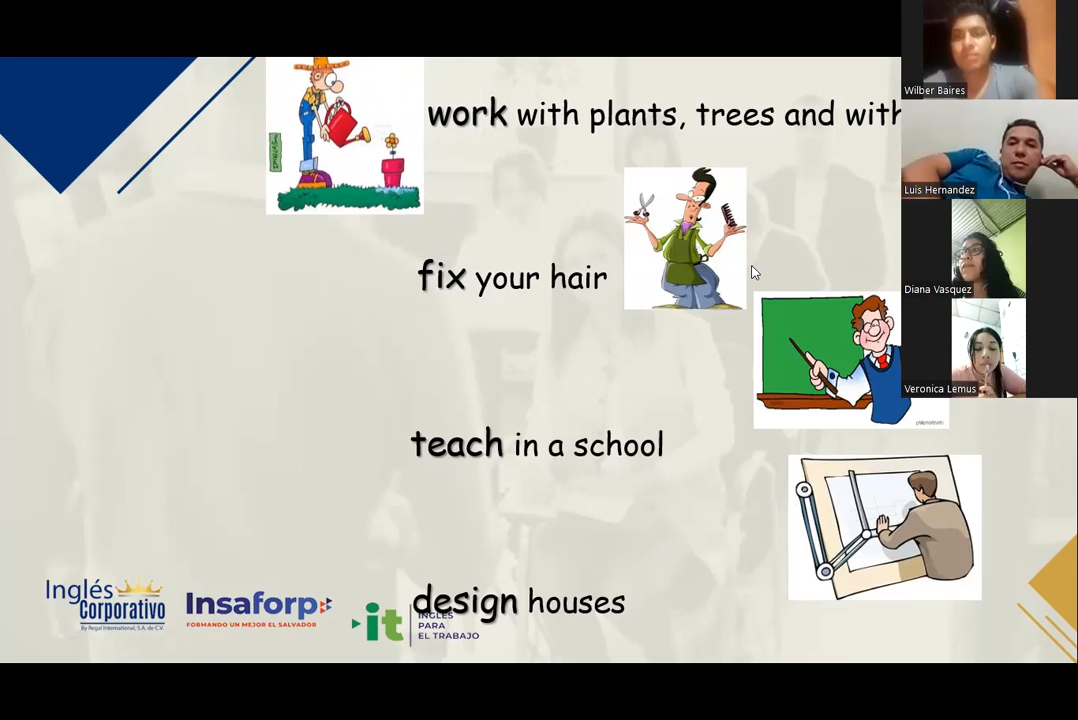 work with plants, trees and with
Wilber Baires
Luis Hernandez
fix your hair
Diana Vasquez
Veronica Lemus
teach in a school
design houses
Inglés
Corporativo
By Regal International, S.A. de C.V.
Insaforp
FORMANDO UN MEJOR EL SALVADOR
it
INGLÉS
PARA
EL TRABAJO